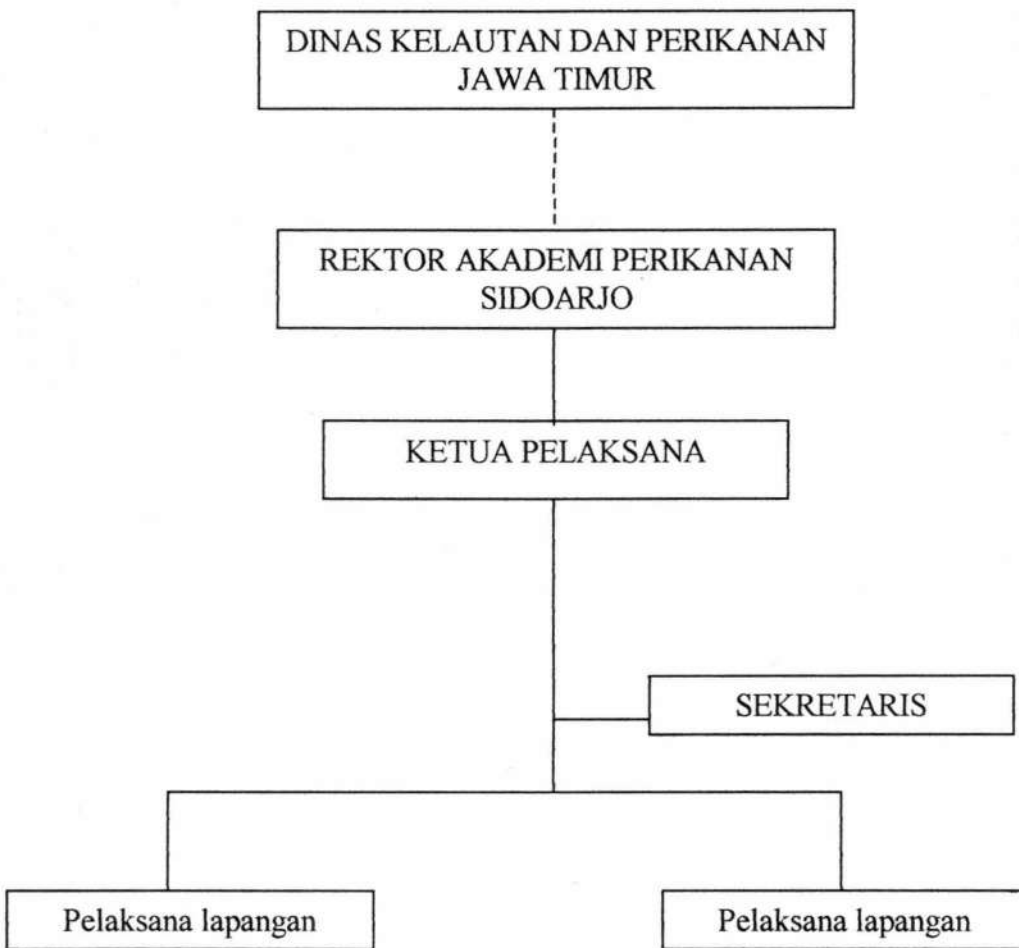 DINAS KELAUTAN DAN PERIKANAN
JAWA TIMUR
REKTOR AKADEMI PERIKANAN
SIDOARJO
KETUA PELAKSANA
SEKRETARIS
Pelaksana lapangan
Pelaksana lapangan